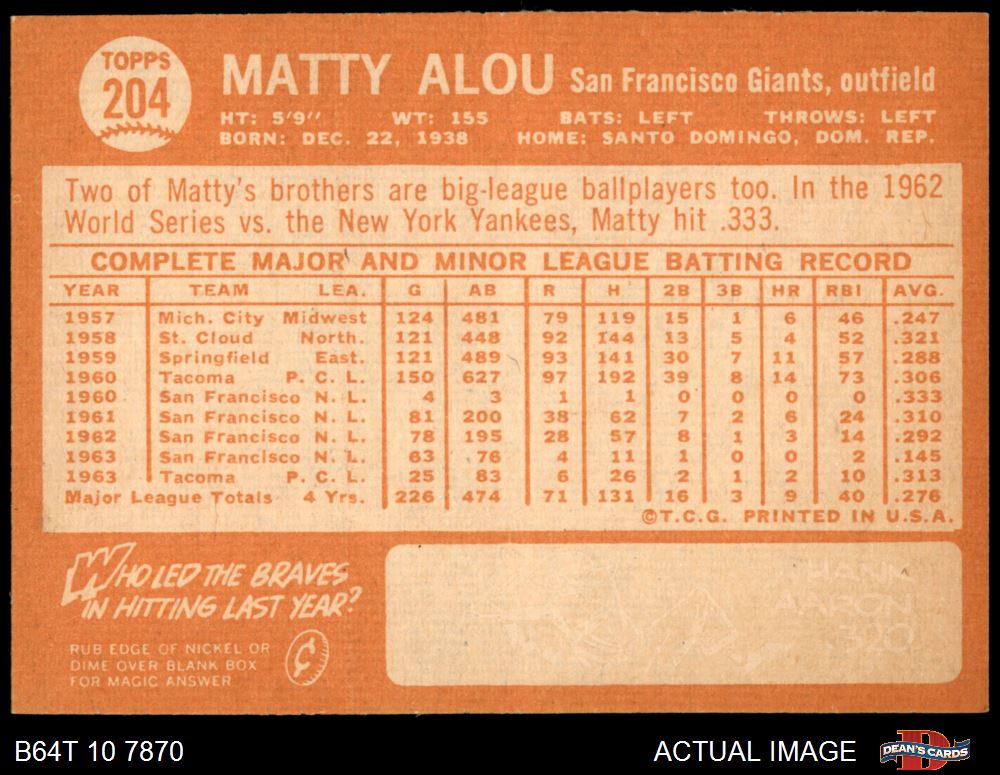 TOPPS
204
MATTY ALOU San Francisco Giants, outfield
HT: 5'9'' WT: 155 BATS: LEFT THROWS: LEFT
BORN: DEC. 22, 1938 HOME: SANTO DOMINGO, DOM. REP.
Two of Matty's brothers are big-league ballplayers too. In the 1962
World Series vs. the New York Yankees, Matty hit .333.
COMPLETE MAJOR AND MINOR LEAGUE BATTING RECORD
YEAR TEAM LEA. G AB R H 2B 3B HR RBI AVG.
1957 Mich. City Midwest 124 481 79 119 15 1 6 46 .247
1958 St. Cloud North. 121 448 92 144 13 5 4 52 .321
1959 Springfield East. 121 489 93 141 30 7 11 57 .288
1960 Tacoma P. C. L. 150 627 97 192 39 8 14 73 .306
1960 San Francisco N. L. 4 3 1 1 0 0 0 0 .333
1961 San Francisco N. L. 81 200 38 62 7 2 6 24 .310
1962 San Francisco N. L. 78 195 28 57 8 1 3 14 .292
1963 San Francisco N. L. 63 76 4 11 1 0 0 2 .145
1963 Tacoma P. C. L. 25 83 6 26 2 1 2 10 .313
Major League Totals 4 Yrs. 226 474 71 131 16 3 9 40 .276
©T.C.G. PRINTED IN U.S.A.
WHO LED THE BRAVES
IN HITTING LAST YEAR?
RUB EDGE OF NICKEL OR
DIME OVER BLANK BOX
FOR MAGIC ANSWER
¢
HANK
AARON
.320
B64T 10 7870
ACTUAL IMAGE
D
DEAN'S CARDS